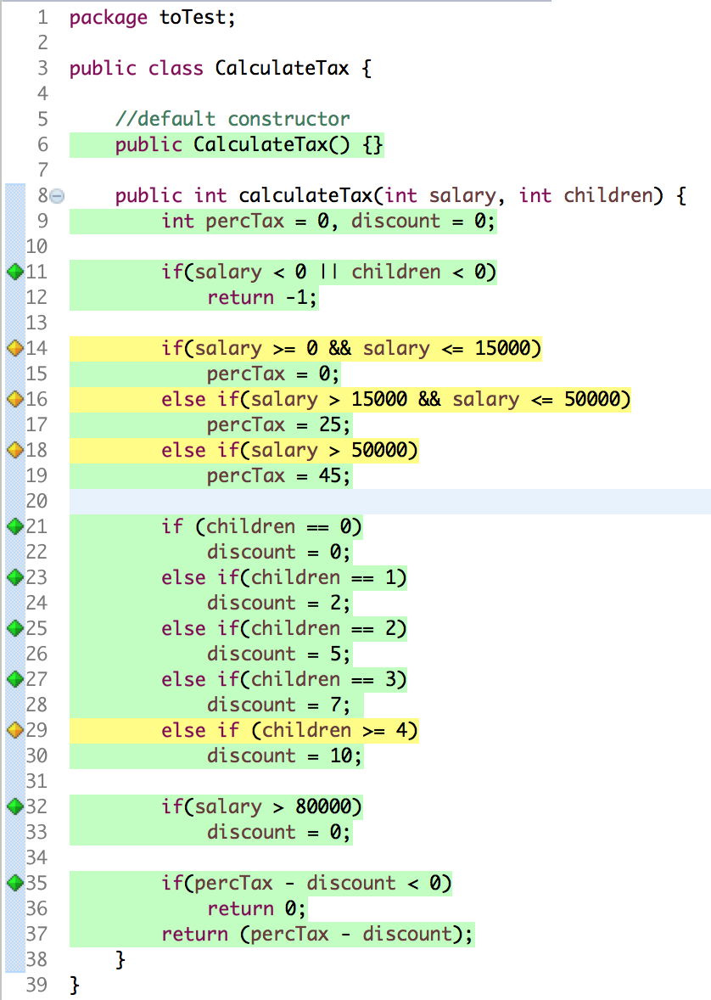 1 package toTest;
2
3 public class CalculateTax {
4
5     //default constructor
6     public CalculateTax() {}
7
8     public int calculateTax(int salary, int children) {
9         int percTax = 0, discount = 0;
10
11         if(salary < 0 || children < 0)
12             return -1;
13
14         if(salary >= 0 && salary <= 15000)
15             percTax = 0;
16         else if(salary > 15000 && salary <= 50000)
17             percTax = 25;
18         else if(salary > 50000)
19             percTax = 45;
20
21         if (children == 0)
22             discount = 0;
23         else if(children == 1)
24             discount = 2;
25         else if(children == 2)
26             discount = 5;
27         else if(children == 3)
28             discount = 7;
29         else if (children >= 4)
30             discount = 10;
31
32         if(salary > 80000)
33             discount = 0;
34
35         if(percTax - discount < 0)
36             return 0;
37         return (percTax - discount);
38     }
39 }